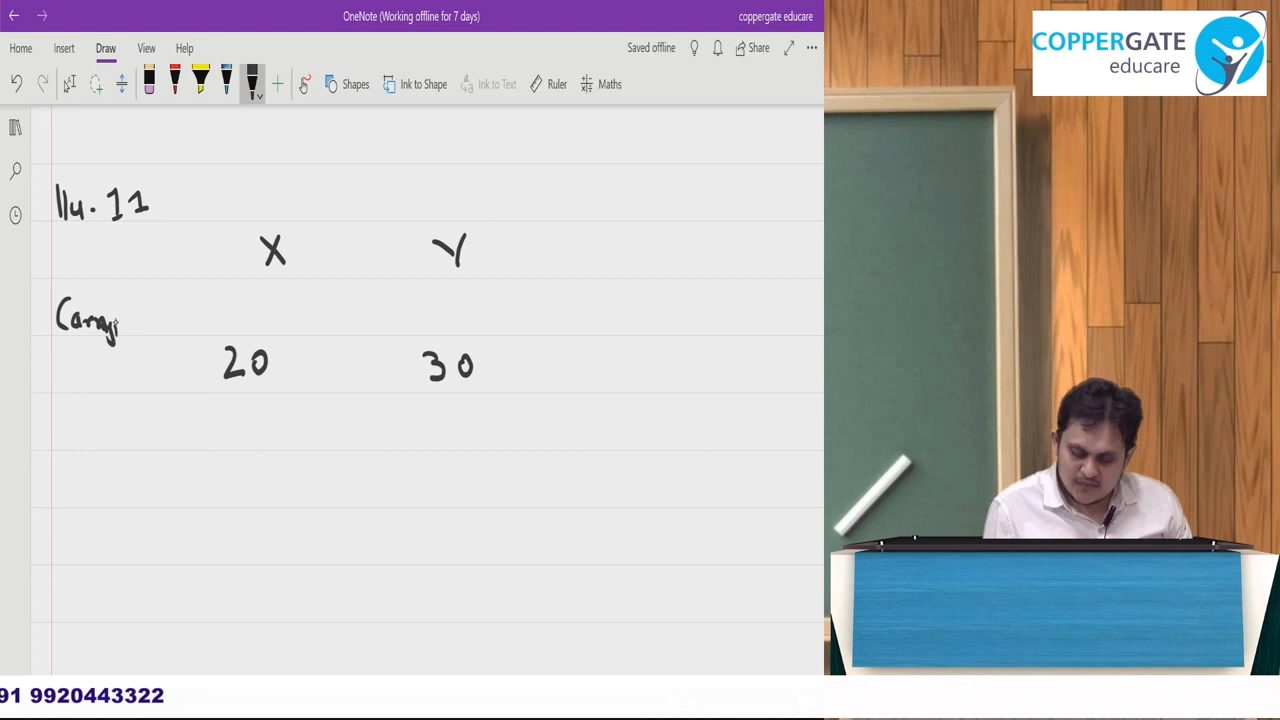 OneNote (Working offline for 7 days)
coppergate educare
Home Insert Draw View Help
Saved offline
Share
Shapes
Ink to Shape
Ink to Text
Ruler
Maths
COPPERGATE
educare
Illu. 11
X Y
Carryi
20 30
91 9920443322